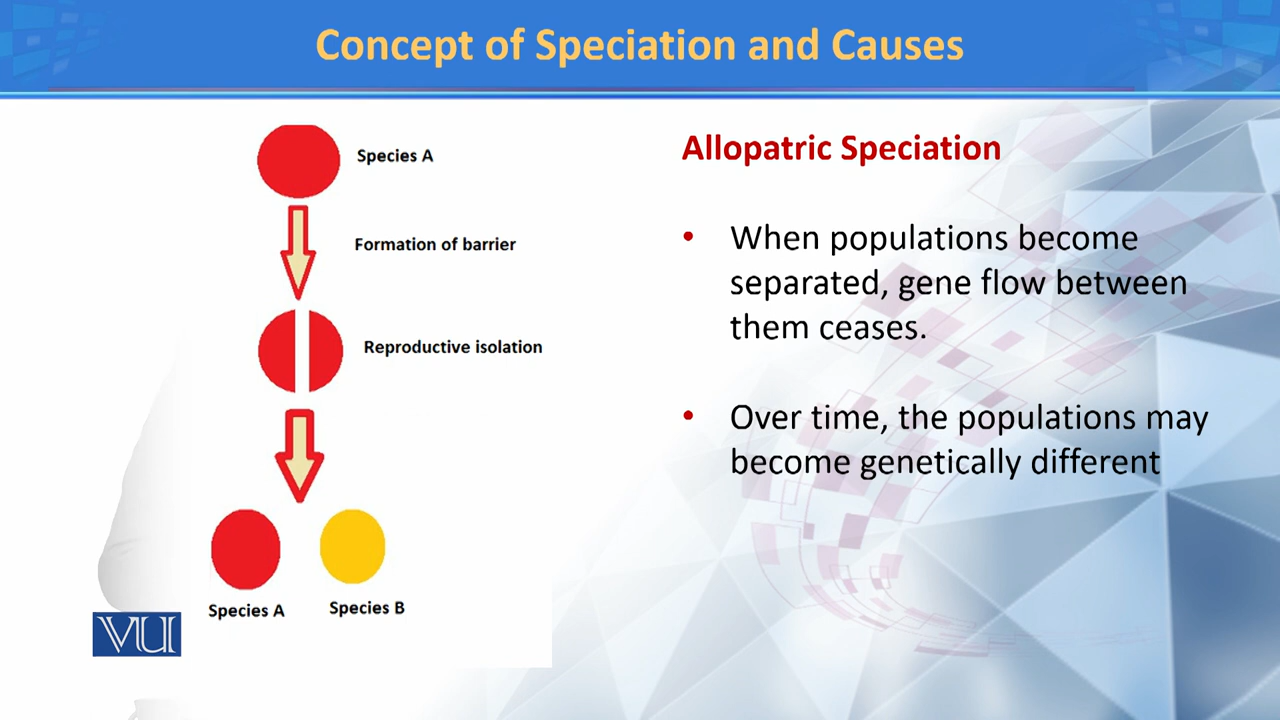 Concept of Speciation and Causes
Species A
Formation of barrier
Reproductive isolation
Species A
Species B
VU
Allopatric Speciation
• When populations become
separated, gene flow between
them ceases.
• Over time, the populations may
become genetically different